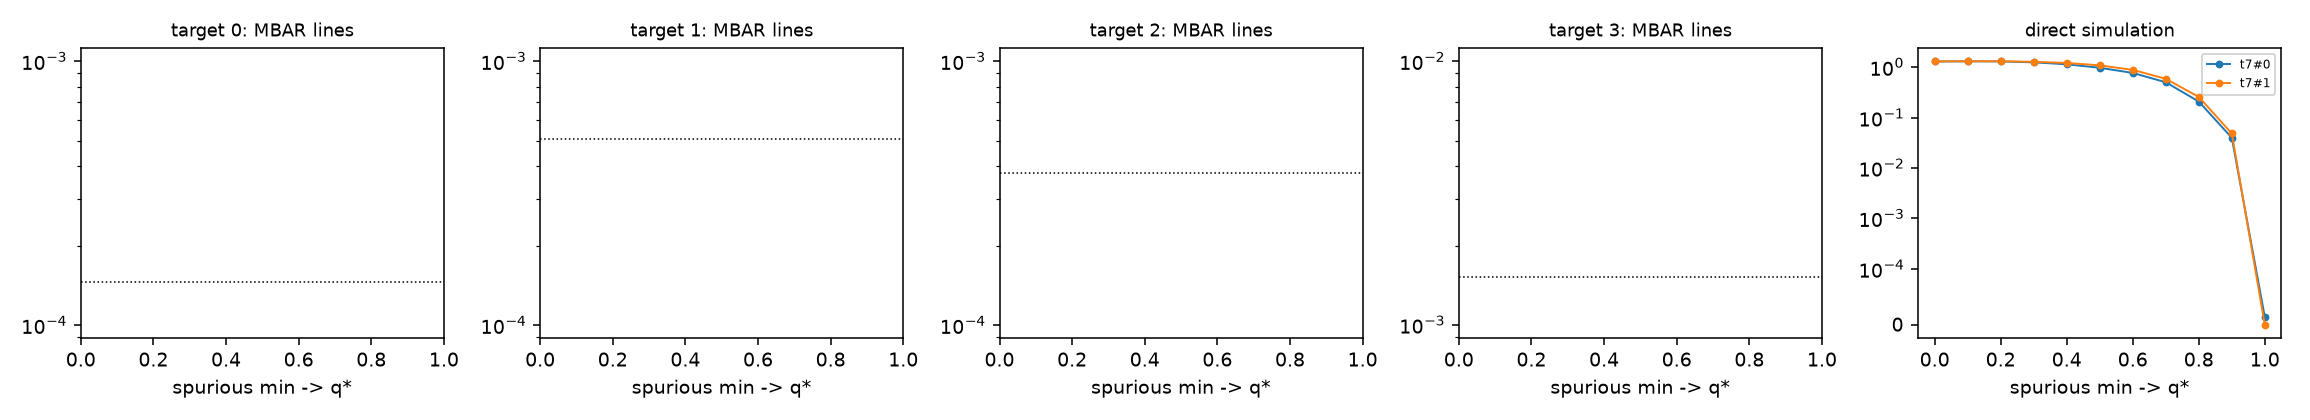 target 0: MBAR lines
10⁻³
10⁻⁴
0.0 0.2 0.4 0.6 0.8 1.0
spurious min -> q*
target 1: MBAR lines
10⁻³
10⁻⁴
0.0 0.2 0.4 0.6 0.8 1.0
spurious min -> q*
target 2: MBAR lines
10⁻³
10⁻⁴
0.0 0.2 0.4 0.6 0.8 1.0
spurious min -> q*
target 3: MBAR lines
10⁻²
10⁻³
0.0 0.2 0.4 0.6 0.8 1.0
spurious min -> q*
direct simulation
t7#0
t7#1
10⁰
10⁻¹
10⁻²
10⁻³
10⁻⁴
0
0.0 0.2 0.4 0.6 0.8 1.0
spurious min -> q*